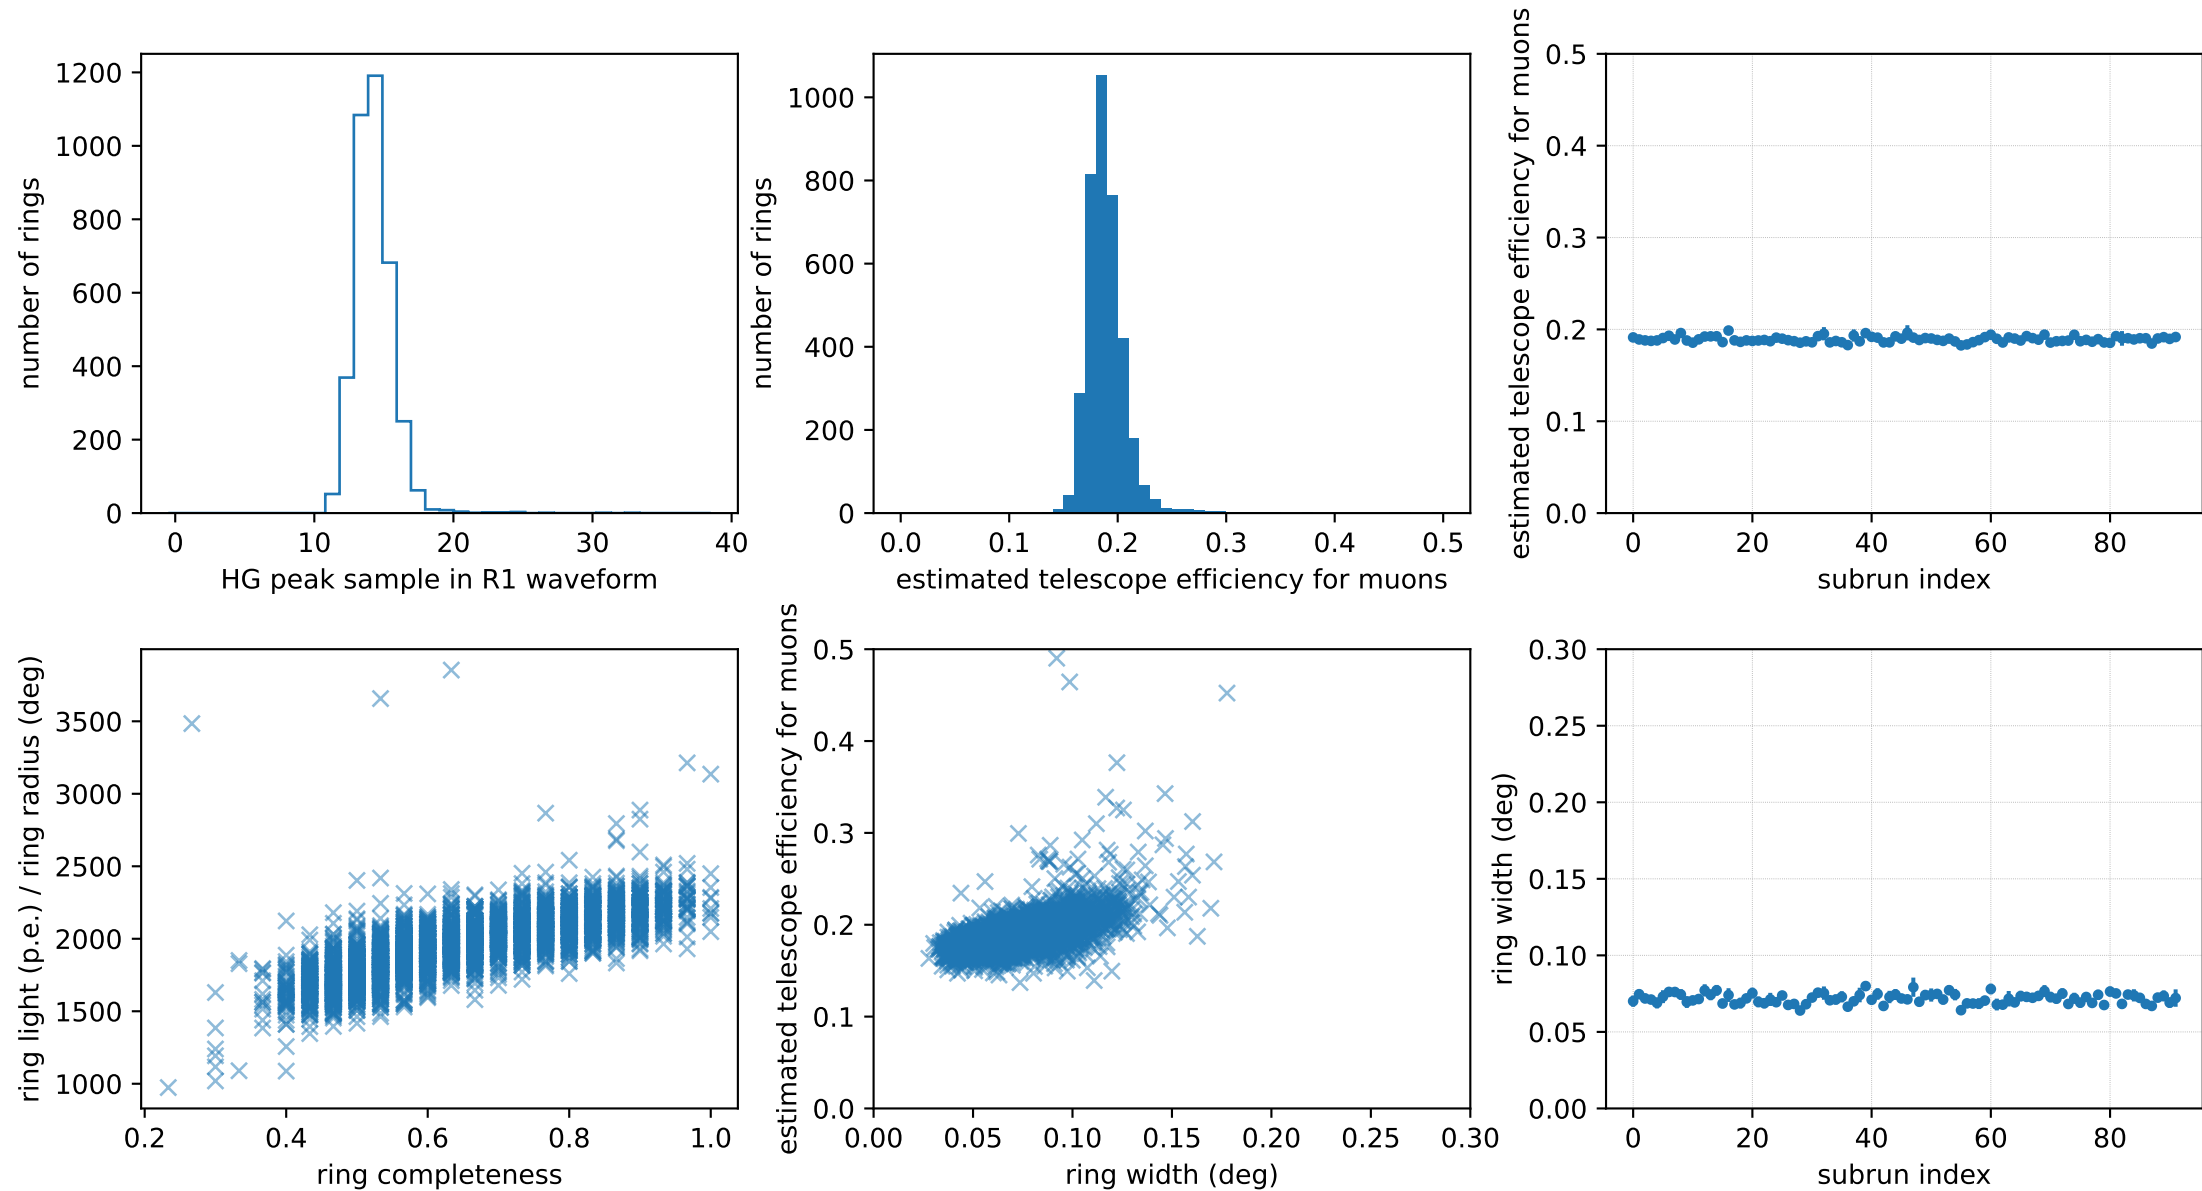 number of rings
1200
1000
800
600
400
200
0
0 10 20 30 40
HG peak sample in R1 waveform
number of rings
1000
800
600
400
200
0
0.0 0.1 0.2 0.3 0.4 0.5
estimated telescope efficiency for muons
estimated telescope efficiency for muons
0.5
0.4
0.3
0.2
0.1
0.0
0 20 40 60 80
subrun index
ring light (p.e.) / ring radius (deg)
3500
3000
2500
2000
1500
1000
0.2 0.4 0.6 0.8 1.0
ring completeness
estimated telescope efficiency for muons
0.5
0.4
0.3
0.2
0.1
0.0
0.00 0.05 0.10 0.15 0.20 0.25 0.30
ring width (deg)
ring width (deg)
0.30
0.25
0.20
0.15
0.10
0.05
0.00
0 20 40 60 80
subrun index